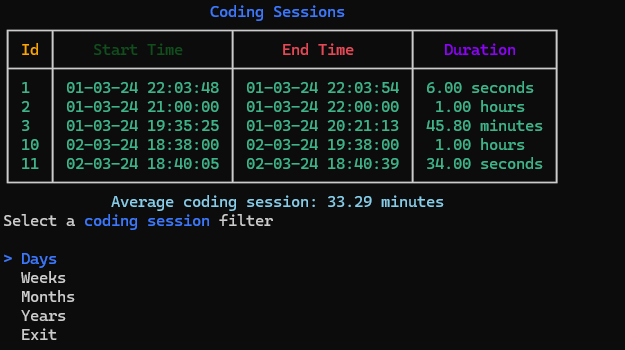 Coding Sessions
Id Start Time End Time Duration
1 01-03-24 22:03:48 01-03-24 22:03:54 6.00 seconds
2 01-03-24 21:00:00 01-03-24 22:00:00 1.00 hours
3 01-03-24 19:35:25 01-03-24 20:21:13 45.80 minutes
10 02-03-24 18:38:00 02-03-24 19:38:00 1.00 hours
11 02-03-24 18:40:05 02-03-24 18:40:39 34.00 seconds
Average coding session: 33.29 minutes
Select a coding session filter
> Days
Weeks
Months
Years
Exit